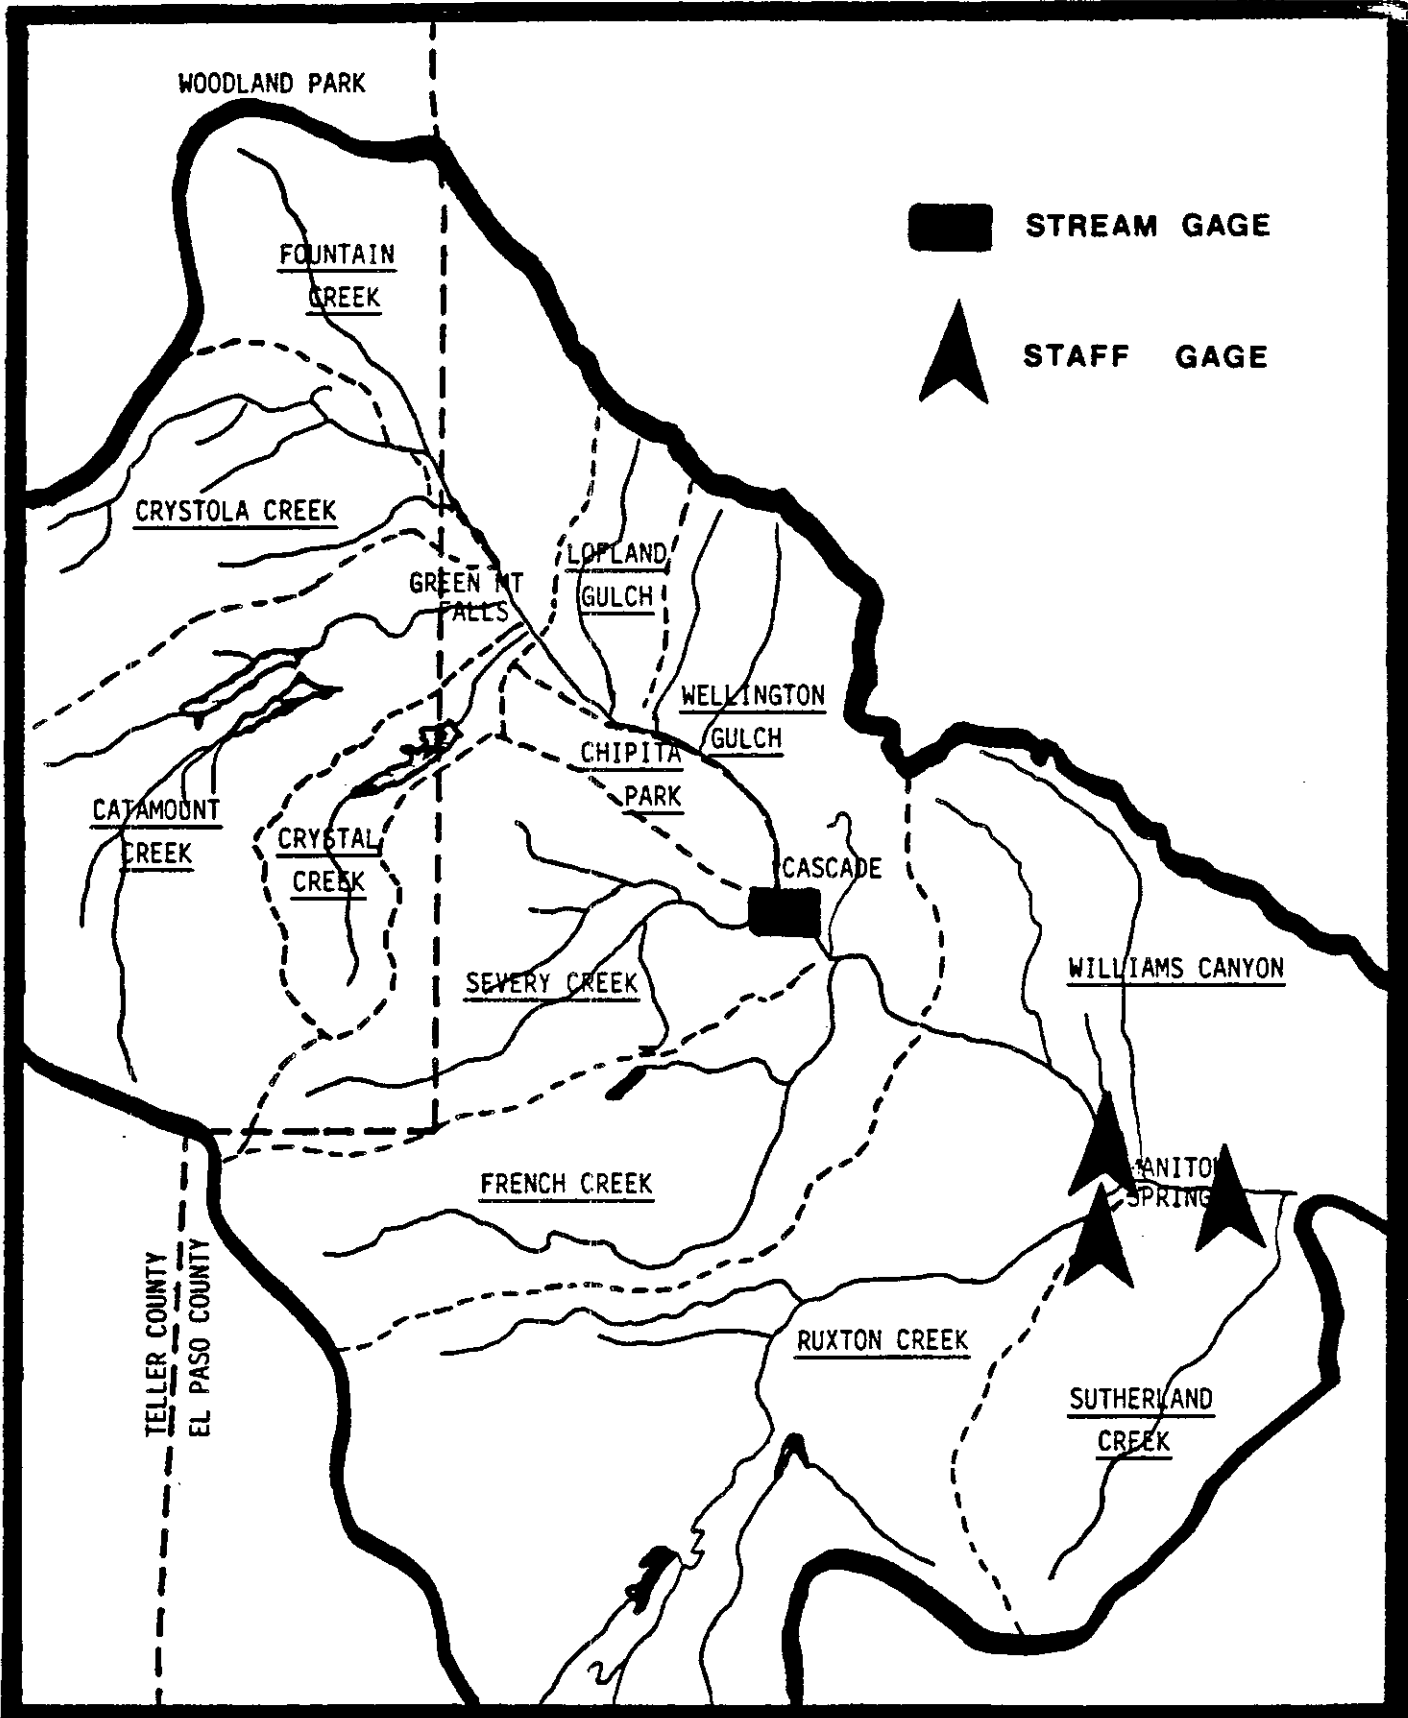 WOODLAND PARK
STREAM GAGE
FOUNTAIN
CREEK
STAFF GAGE
CRYSTOLA CREEK
LOFLAND
GULCH
GREEN MT
FALLS
WELLINGTON
GULCH
CHIPITA
PARK
CATAMOUNT
CREEK
CRYSTAL
CREEK
CASCADE
SEVERY CREEK
WILLIAMS CANYON
MANITOU
SPRINGS
FRENCH CREEK
TELLER COUNTY
EL PASO COUNTY
RUXTON CREEK
SUTHERLAND
CREEK